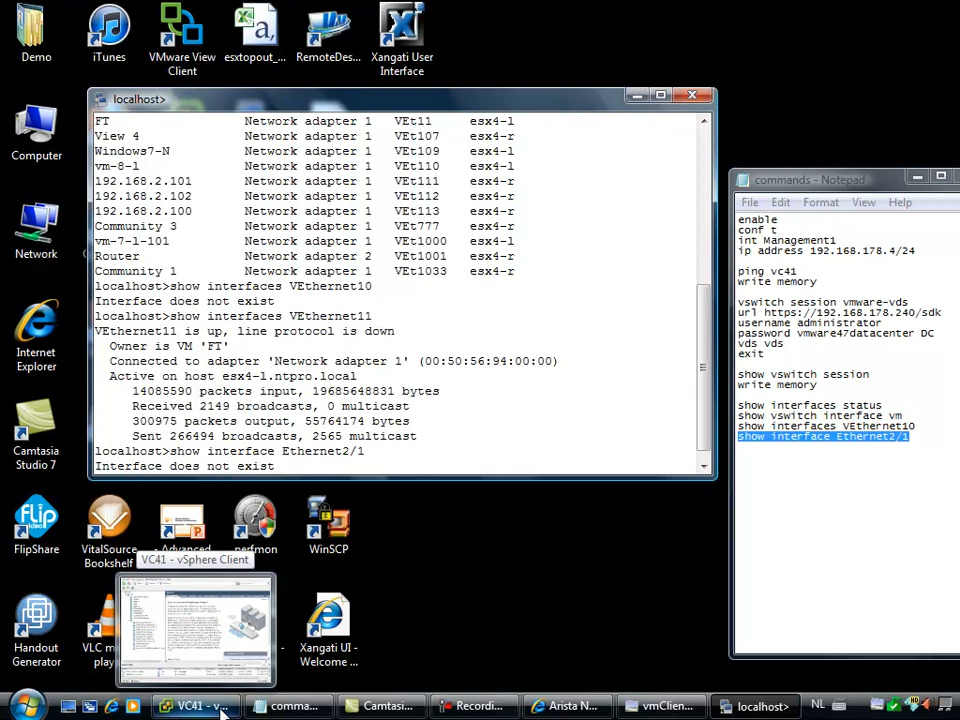 Demo
iTunes
VMware View
Client
esxtopout_...
RemoteDes...
Xangati User
Interface
Computer
Network
Internet
Explorer
Camtasia
Studio 7
FlipShare
VitalSource
Bookshelf
- Advanced
perfmon
WinSCP
Handout
Generator
VLC m
play
Xangati UI -
Welcome ...
localhost>
FT Network adapter 1 VEt11 esx4-l
View 4 Network adapter 1 VEt107 esx4-r
Windows7-N Network adapter 1 VEt109 esx4-l
vm-8-l Network adapter 1 VEt110 esx4-l
192.168.2.101 Network adapter 1 VEt111 esx4-r
192.168.2.102 Network adapter 1 VEt112 esx4-r
192.168.2.100 Network adapter 1 VEt113 esx4-r
Community 3 Network adapter 1 VEt777 esx4-r
vm-7-l-101 Network adapter 1 VEt1000 esx4-l
Router Network adapter 2 VEt1001 esx4-r
Community 1 Network adapter 1 VEt1033 esx4-r
localhost>show interfaces VEthernet10
Interface does not exist
localhost>show interfaces VEthernet11
VEthernet11 is up, line protocol is down
Owner is VM 'FT'
Connected to adapter 'Network adapter 1' (00:50:56:94:00:00)
Active on host esx4-l.ntpro.local
14085590 packets input, 19685648831 bytes
Received 2149 broadcasts, 0 multicast
300975 packets output, 55764174 bytes
Sent 266494 broadcasts, 2565 multicast
localhost>show interface Ethernet2/1
Interface does not exist
commands - Notepad
File Edit Format View Help
enable
conf t
int Management1
ip address 192.168.178.4/24
ping vc41
write memory
vswitch session vmware-vds
url https://192.168.178.240/sdk
username administrator
password vmware47datacenter DC
vds vds
exit
show vswitch session
write memory
show interfaces status
show vswitch interface vm
show interfaces VEthernet10
show interface Ethernet2/1
VC41 - vSphere Client
VC41 - v...
comma...
Camtasi...
Recordi...
Arista N...
vmClien...
localhost>
NL